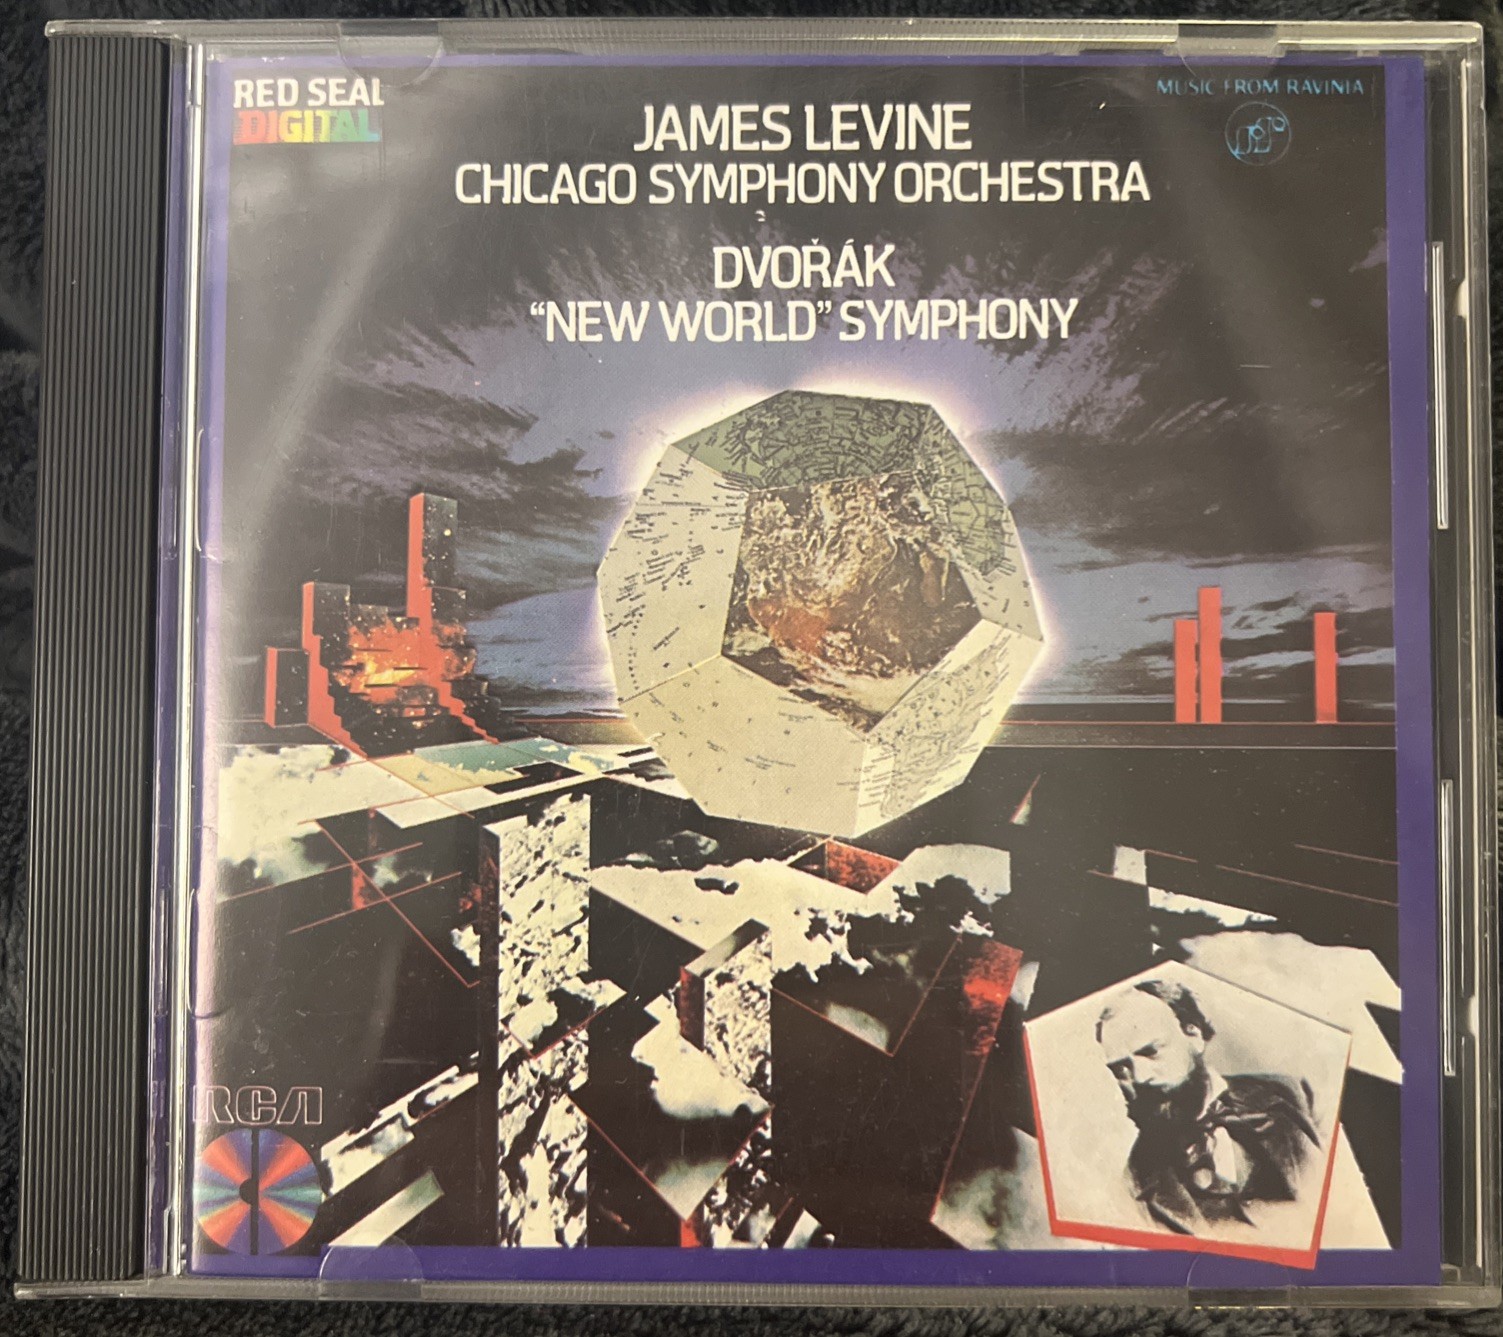 RED SEAL
DIGITAL
JAMES LEVINE
CHICAGO SYMPHONY ORCHESTRA
MUSIC FROM RAVINIA
DVOŘÁK
“NEW WORLD” SYMPHONY
RCA